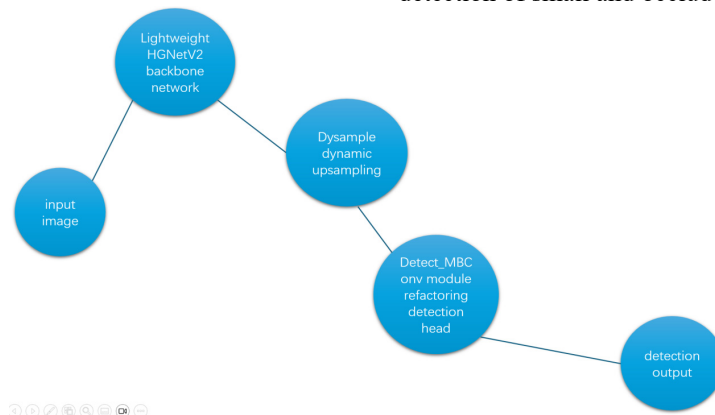 Lightweight
HGNetV2
backbone
network
Dysample
dynamic
upsampling
input
image
Detect_MBC
onv module
refactoring
detection
head
detection
output